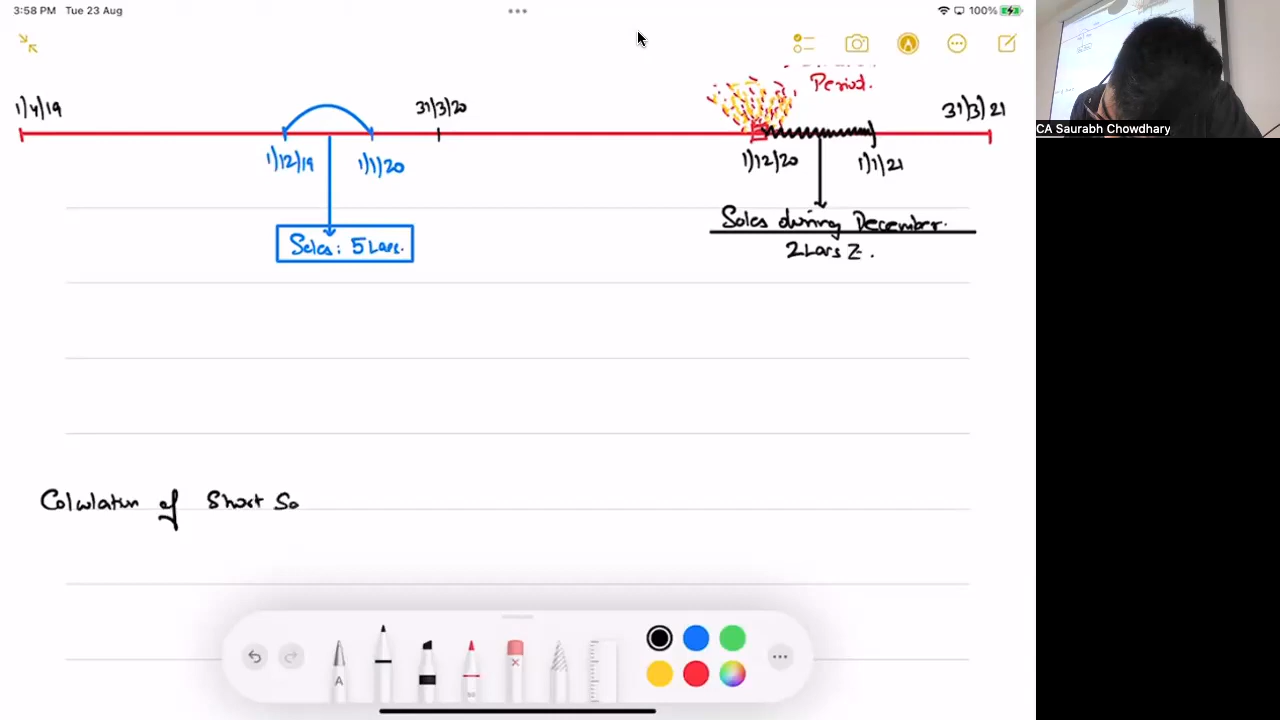 3:58 PM Tue 23 Aug
100%
CA Saurabh Chowdhary
Period.
1/4/19
31/3/20
31/3/21
1/12/19
1/1/20
1/12/20
1/1/21
Sales during December.
Sales: 5 Lacs.
2 Lacs
Calculation of Short Sa
A